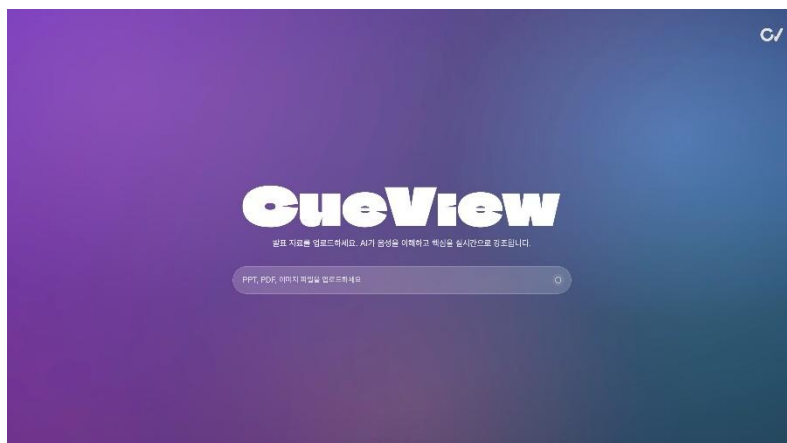 CV
CueView
발표 자료를 업로드하세요. AI가 음성을 이해하고 핵심을 실시간으로 강조합니다.
PPT, PDF, 이미지 파일을 업로드하세요